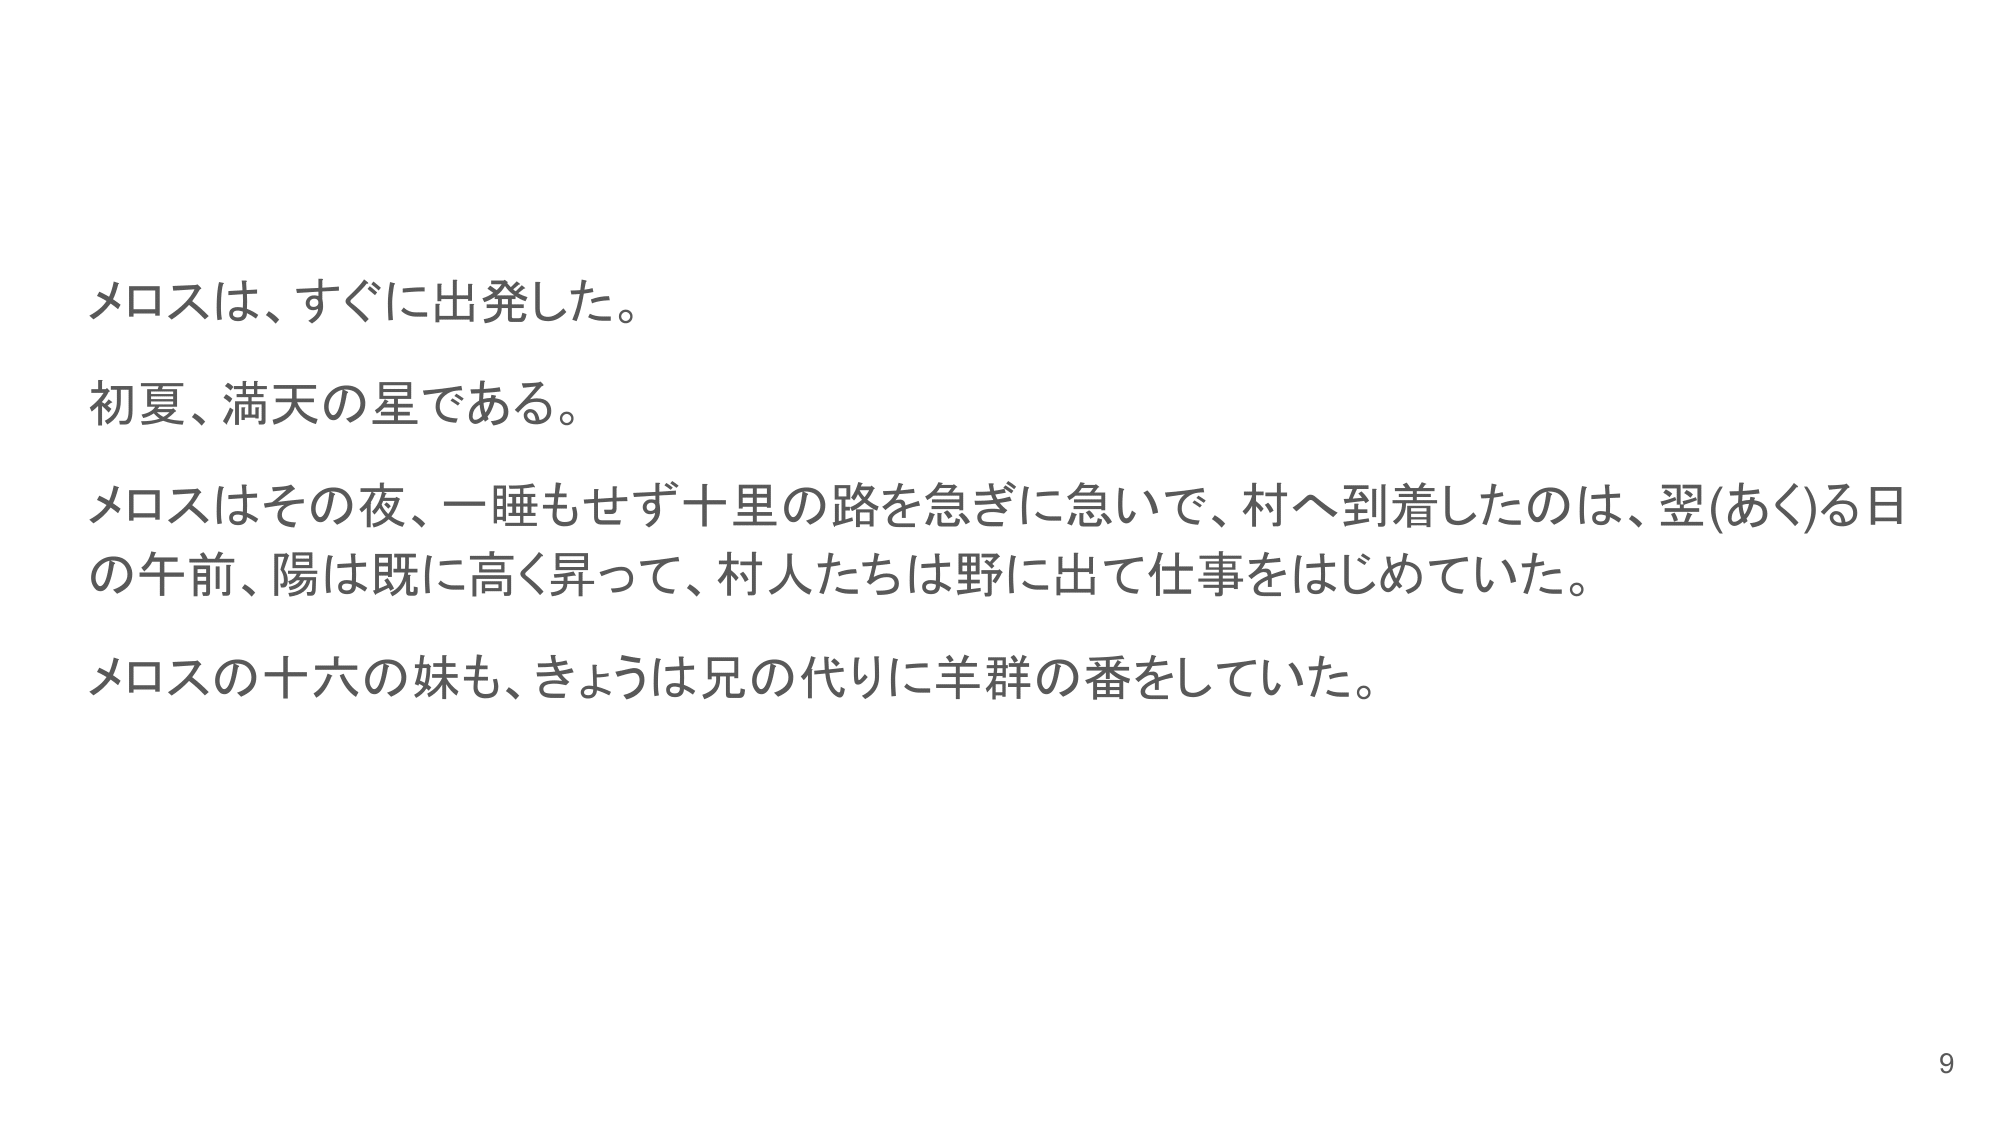 メロスは、すぐに出発した。
初夏、満天の星である。
メロスはその夜、一睡もせず十里の路を急ぎに急いで、村へ到着したのは、翌(あく)る日
の午前、陽は既に高く昇って、村人たちは野に出て仕事をはじめていた。
メロスの十六の妹も、きょうは兄の代りに羊群の番をしていた。
9